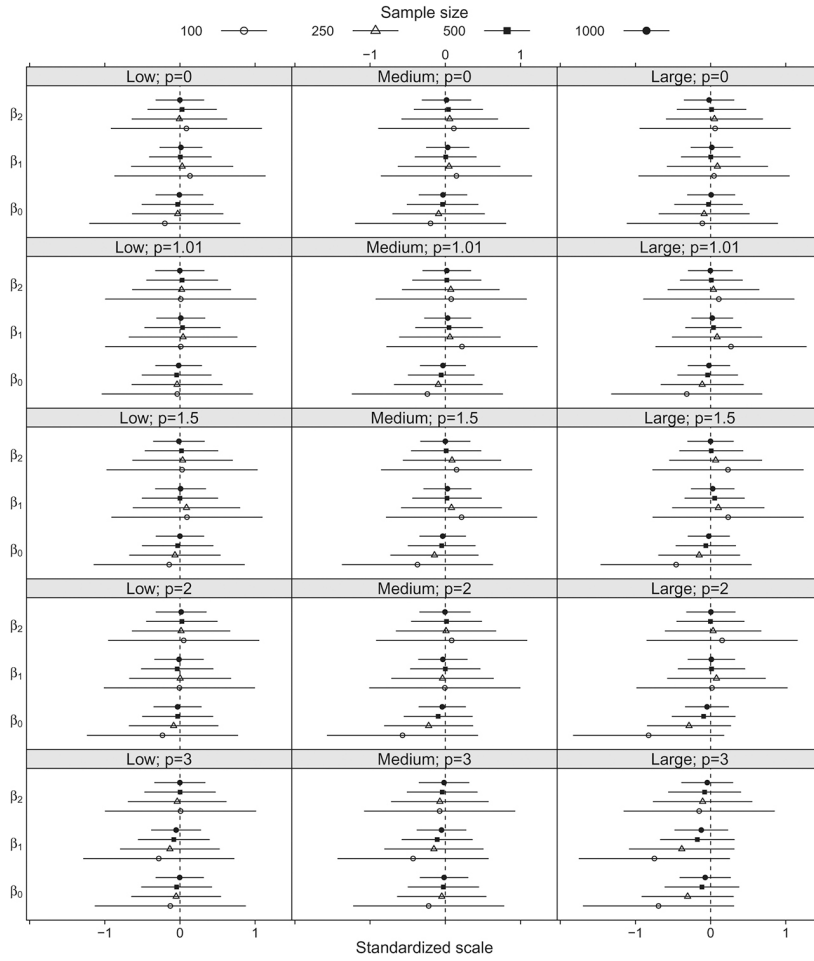 Sample size
100 250 500 1000
−1 0 1
Low; p=0 Medium; p=0 Large; p=0
β2
β1
β0
Low; p=1.01 Medium; p=1.01 Large; p=1.01
β2
β1
β0
Low; p=1.5 Medium; p=1.5 Large; p=1.5
β2
β1
β0
Low; p=2 Medium; p=2 Large; p=2
β2
β1
β0
Low; p=3 Medium; p=3 Large; p=3
β2
β1
β0
−1 0 1 −1 0 1
Standardized scale